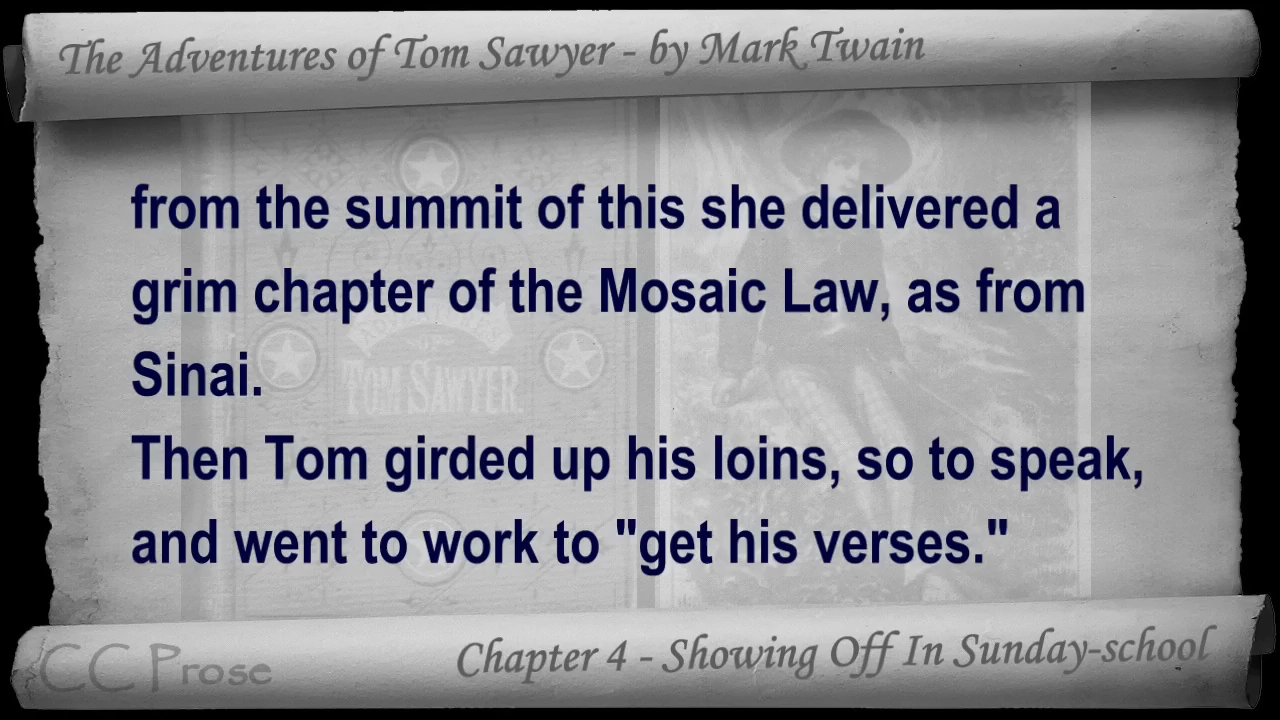 The Adventures of Tom Sawyer - by Mark Twain
from the summit of this she delivered a
grim chapter of the Mosaic Law, as from
Sinai.
Then Tom girded up his loins, so to speak,
and went to work to "get his verses."
TOM SAWYER.
CC Prose
Chapter 4 - Showing Off In Sunday-school